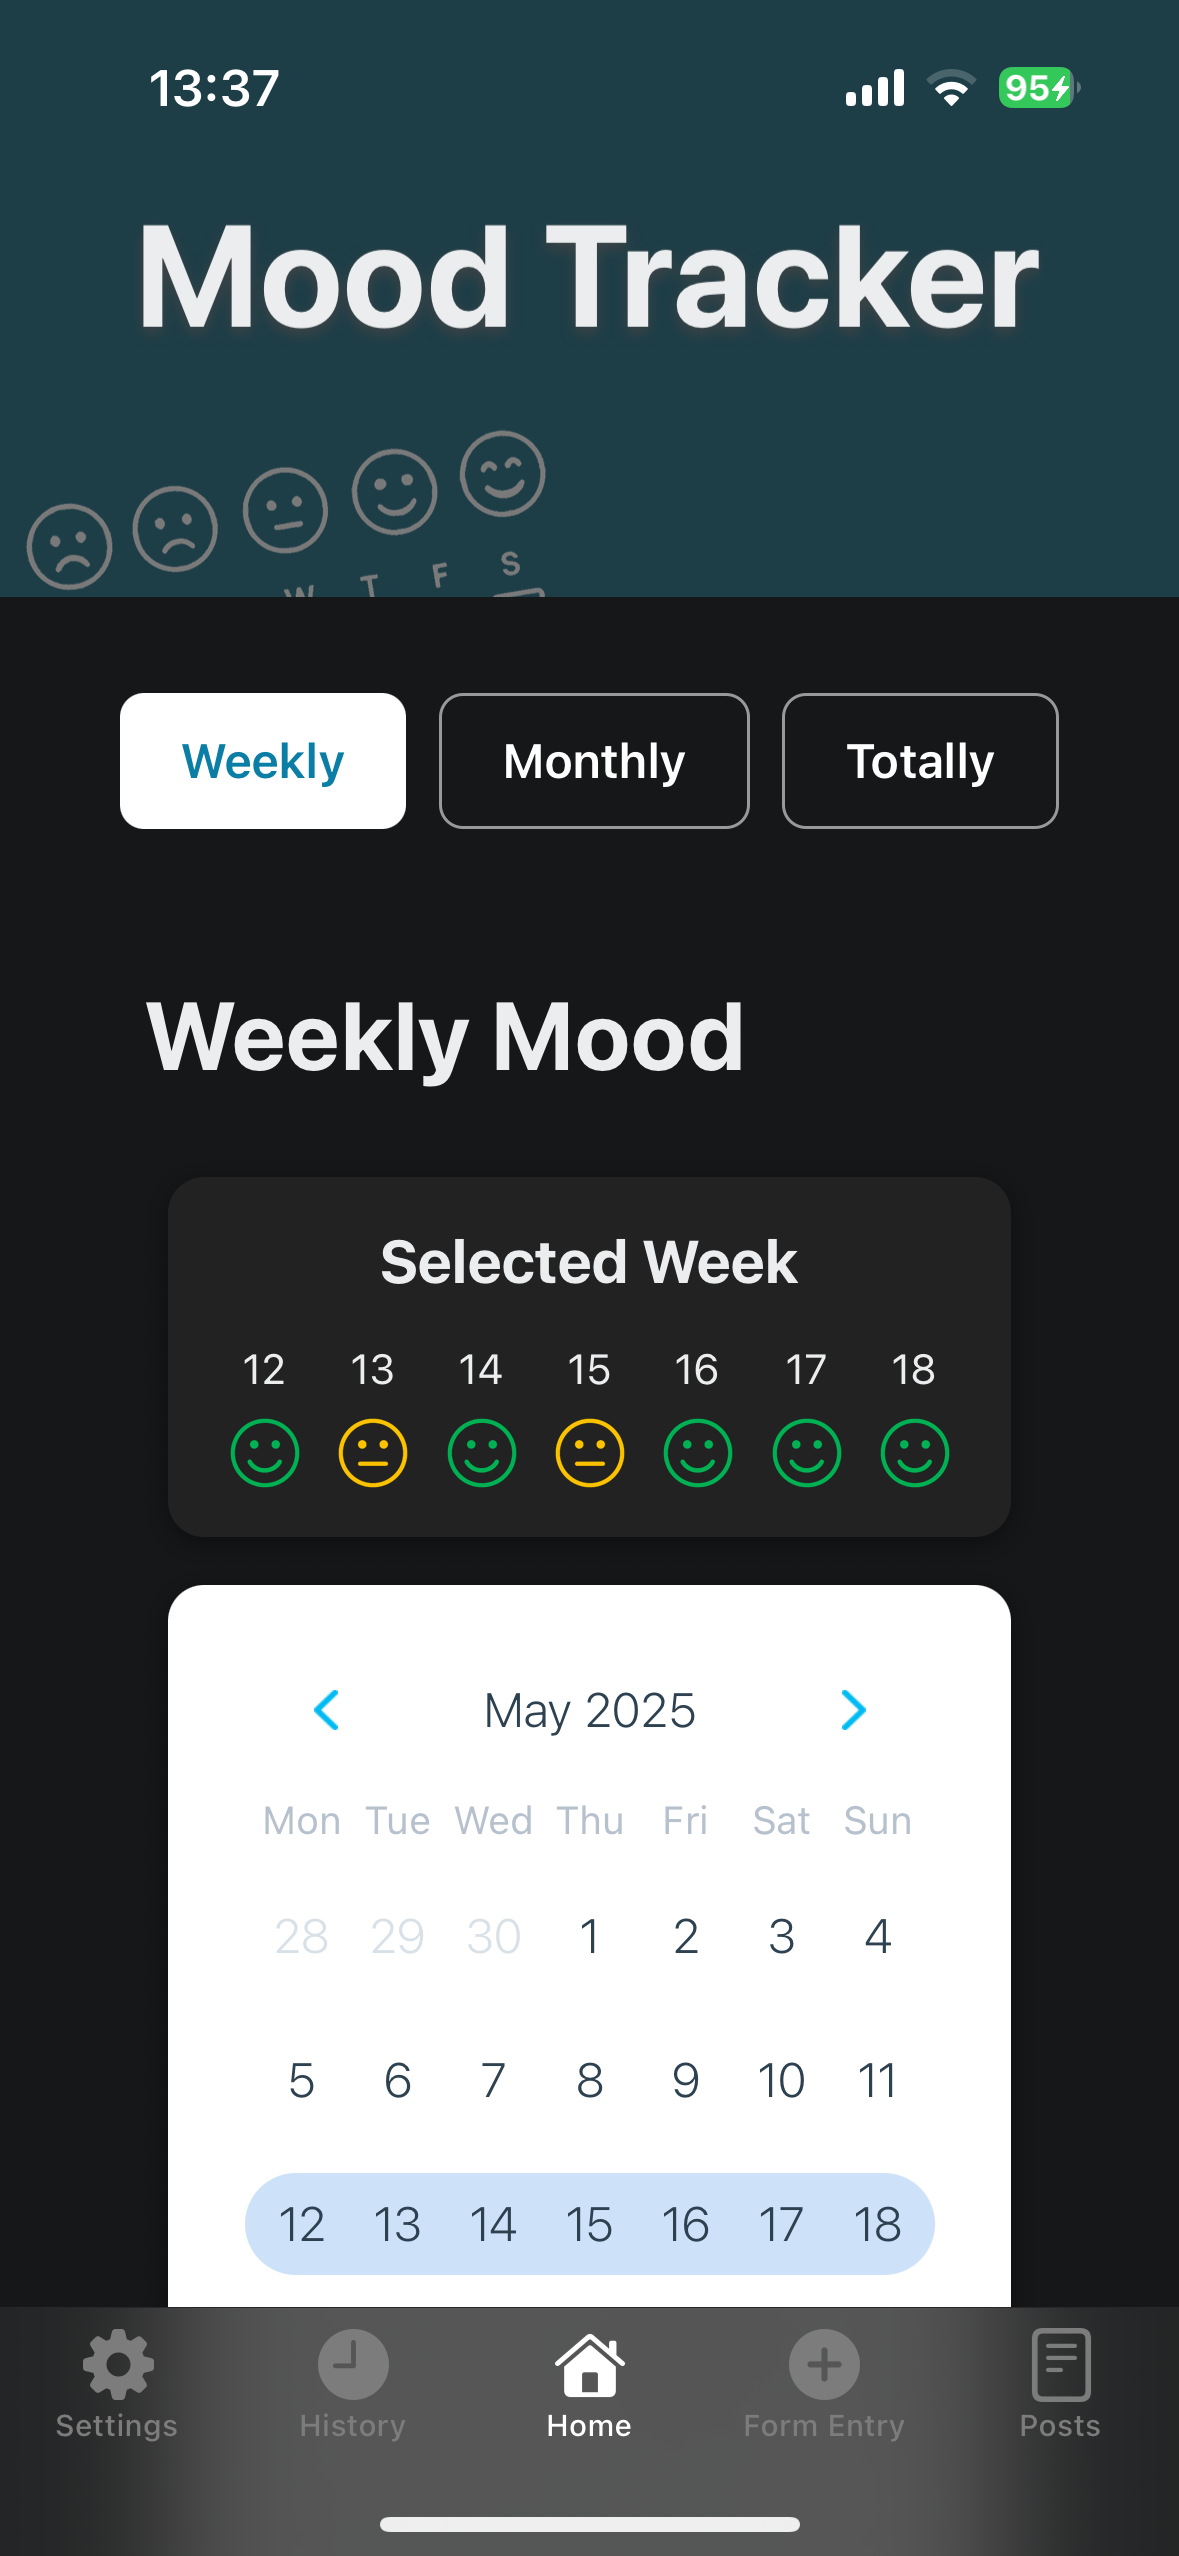 13:37
95
Mood Tracker
W T F S
Weekly Monthly Totally
Weekly Mood
Selected Week
12 13 14 15 16 17 18
May 2025
Mon Tue Wed Thu Fri Sat Sun
28 29 30 1 2 3 4
5 6 7 8 9 10 11
12 13 14 15 16 17 18
Settings History Home Form Entry Posts